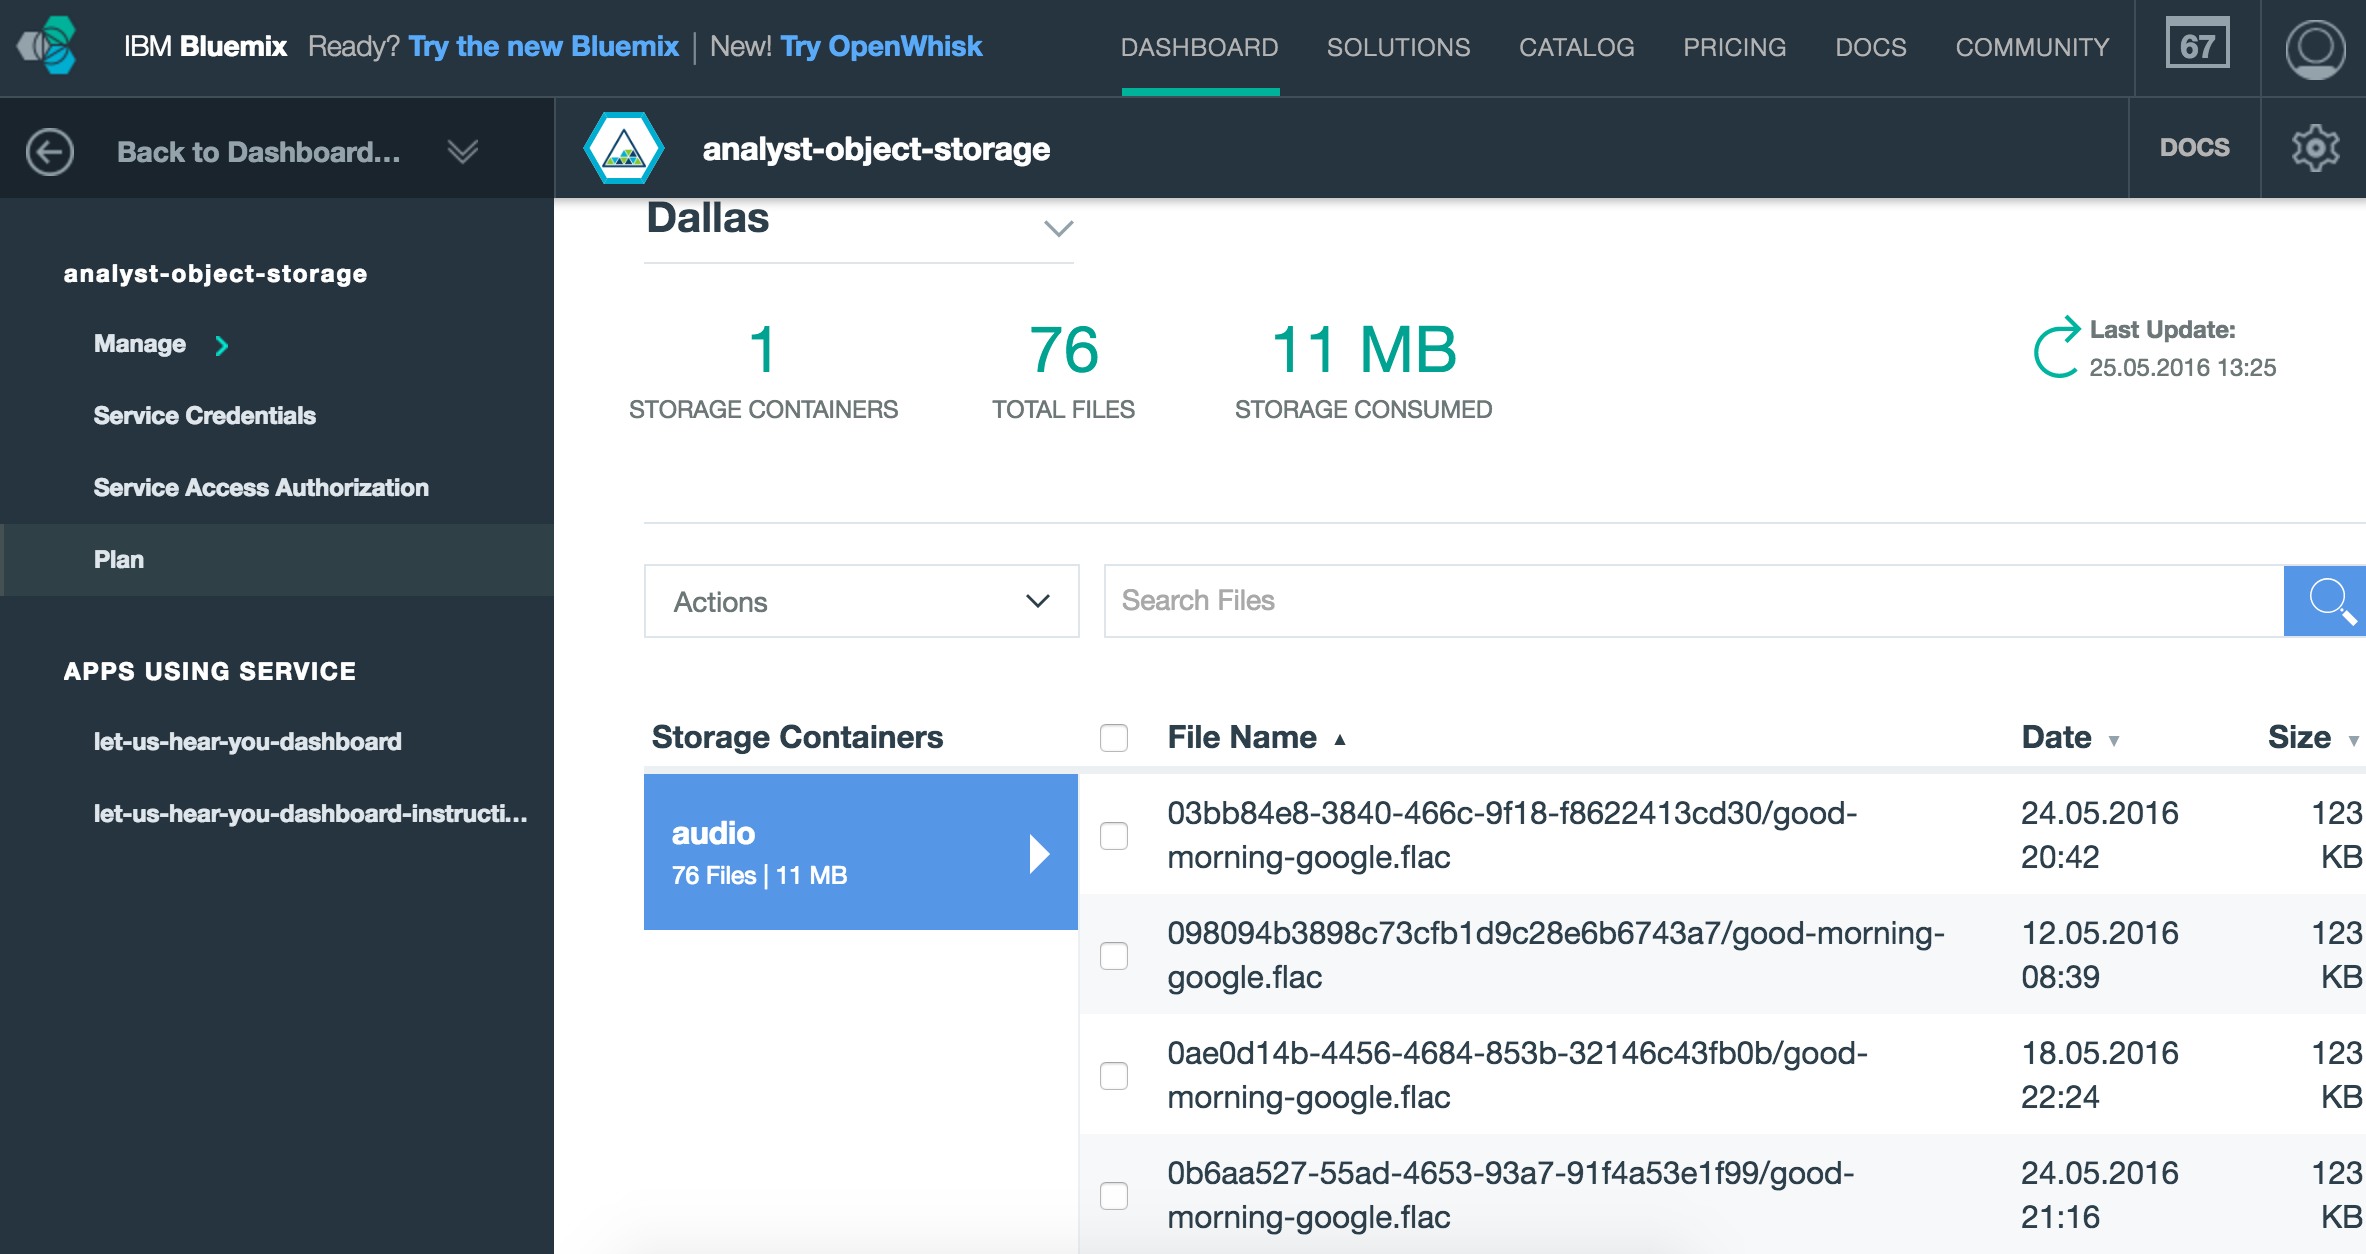 IBM Bluemix Ready? Try the new Bluemix | New! Try OpenWhisk
DASHBOARD SOLUTIONS CATALOG PRICING DOCS COMMUNITY 67
Back to Dashboard...
analyst-object-storage
DOCS
analyst-object-storage
Manage
Service Credentials
Service Access Authorization
Plan
APPS USING SERVICE
let-us-hear-you-dashboard
let-us-hear-you-dashboard-instructi...
Dallas
1
STORAGE CONTAINERS
76
TOTAL FILES
11 MB
STORAGE CONSUMED
Last Update:
25.05.2016 13:25
Actions
Search Files
Storage Containers
audio
76 Files | 11 MB
File Name ▲ Date ▼ Size ▼
03bb84e8-3840-466c-9f18-f8622413cd30/good- 24.05.2016 123
morning-google.flac 20:42 KB
098094b3898c73cfb1d9c28e6b6743a7/good-morning- 12.05.2016 123
google.flac 08:39 KB
0ae0d14b-4456-4684-853b-32146c43fb0b/good- 18.05.2016 123
morning-google.flac 22:24 KB
0b6aa527-55ad-4653-93a7-91f4a53e1f99/good- 24.05.2016 123
morning-google.flac 21:16 KB